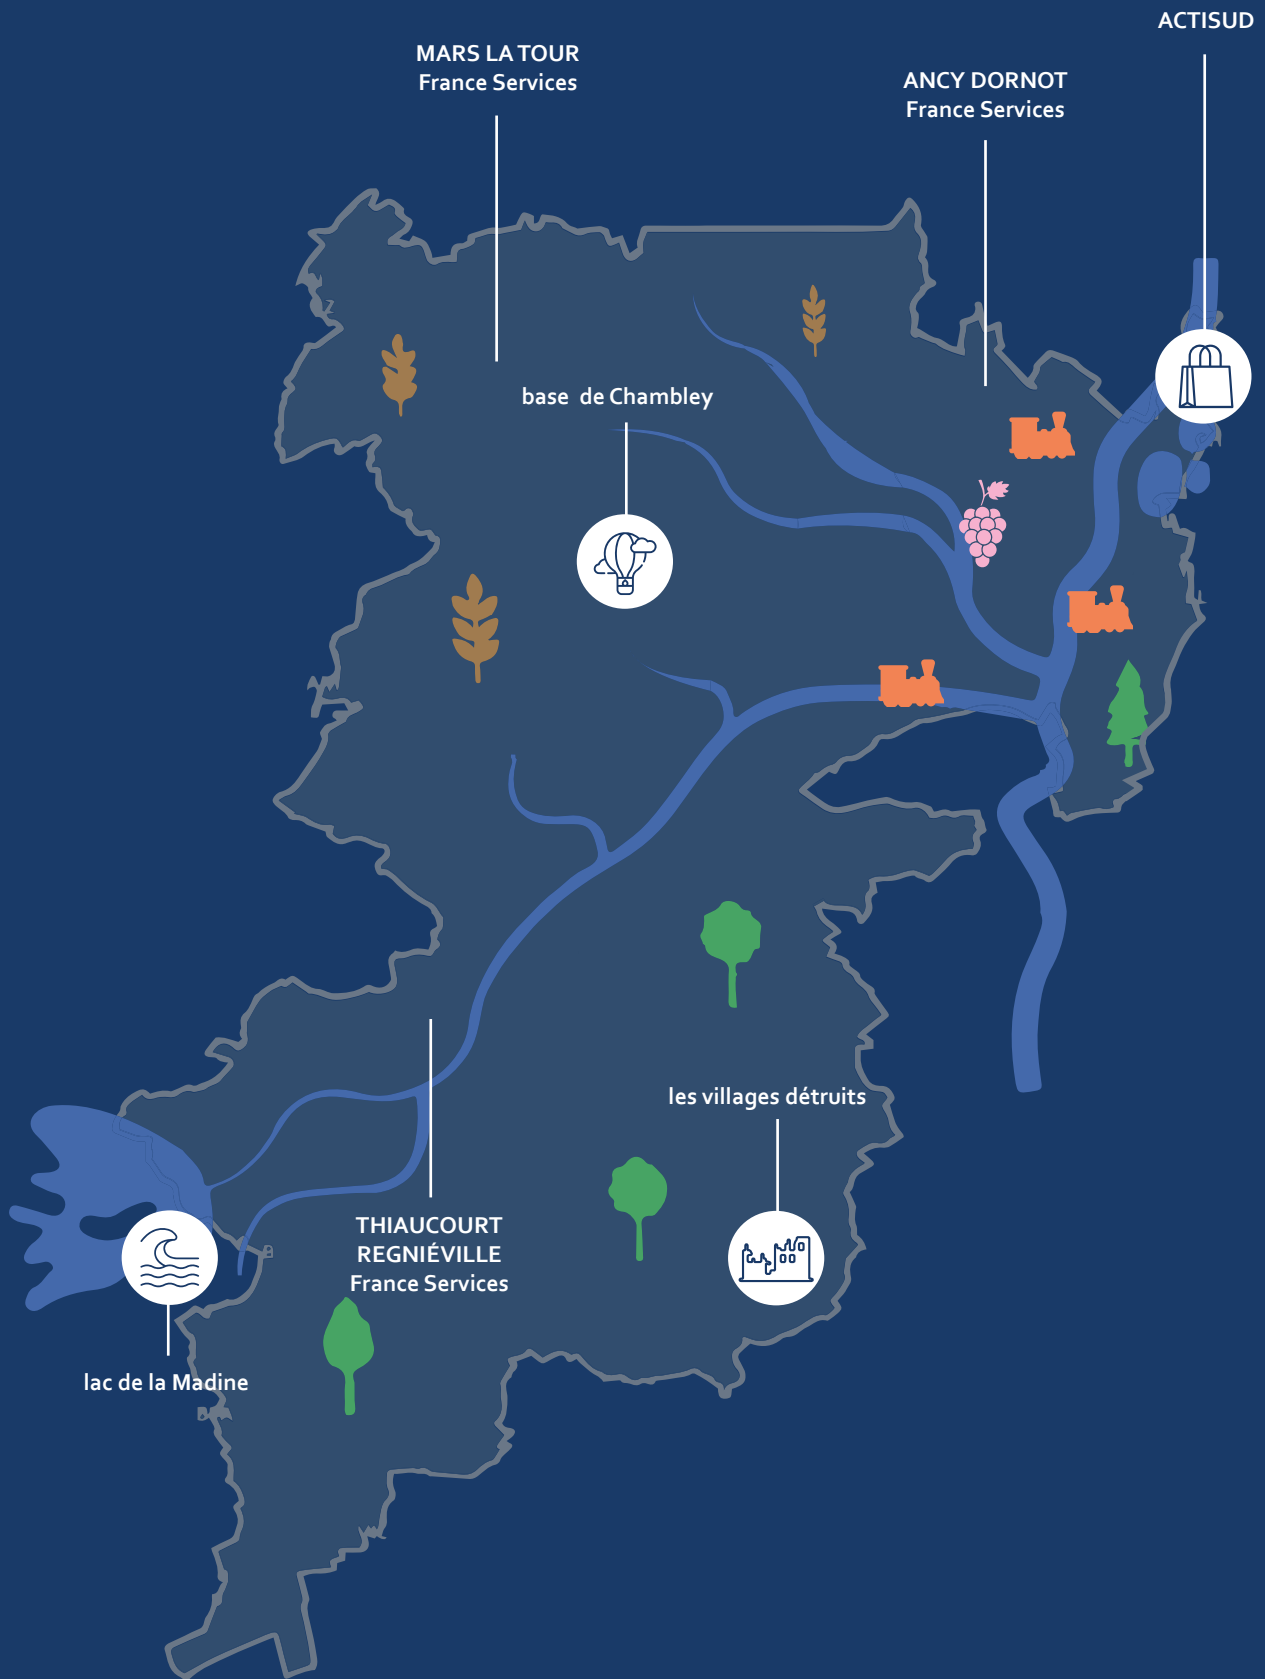 ACTISUD
MARS LA TOUR
France Services
ANCY DORNOT
France Services
base de Chambley
les villages détruits
THIAUCOURT
REGNIÉVILLE
France Services
lac de la Madine